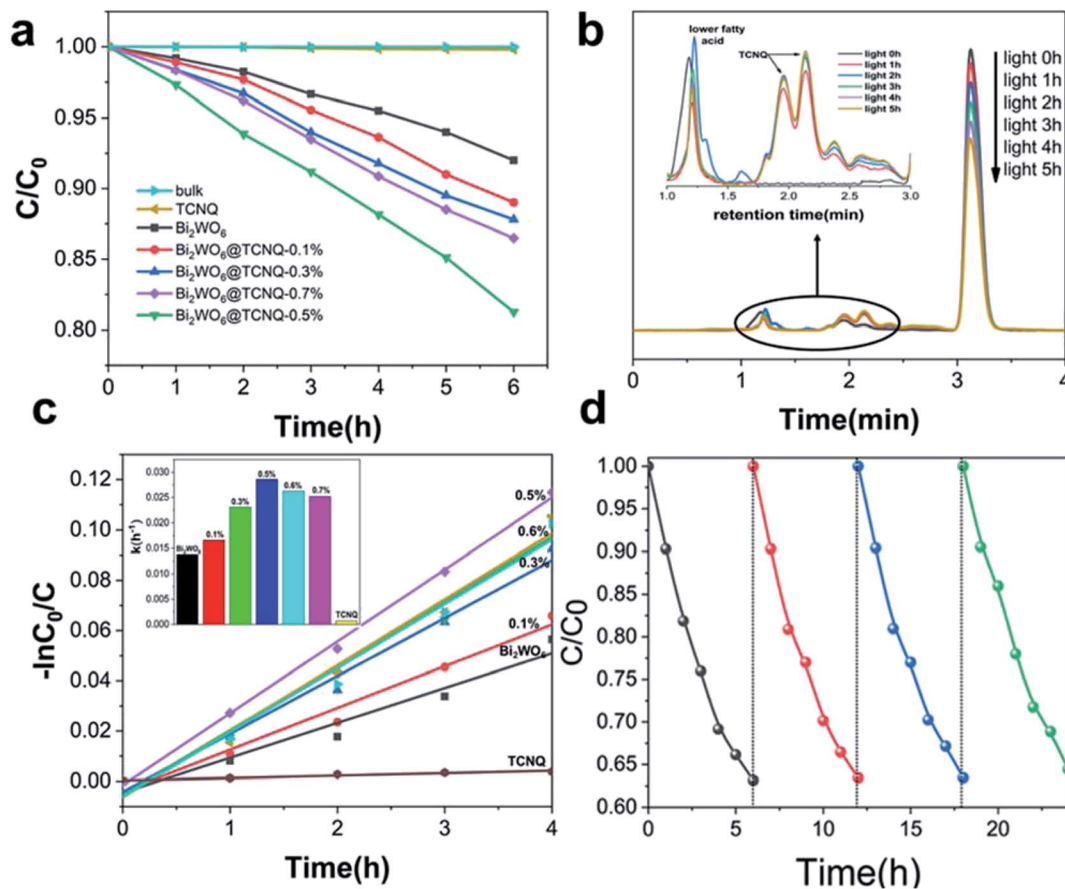 a
1.00
0.95
0.90
0.85
0.80
C/C₀
0 1 2 3 4 5 6
Time(h)
bulk
TCNQ
Bi₂WO₆
Bi₂WO₆@TCNQ-0.1%
Bi₂WO₆@TCNQ-0.3%
Bi₂WO₆@TCNQ-0.7%
Bi₂WO₆@TCNQ-0.5%
b
lower fatty
acid
TCNQ
light 0h
light 1h
light 2h
light 3h
light 4h
light 5h
1.0 1.5 2.0 2.5 3.0
retention time(min)
light 0h
light 1h
light 2h
light 3h
light 4h
light 5h
0 1 2 3 4
Time(min)
c
0.12
0.10
0.08
0.06
0.04
0.02
0.00
-lnC₀/C
0.030
0.025
0.020
0.015
0.010
0.005
0.000
k(h⁻¹)
Bi₂WO₆
0.1%
0.3%
0.5%
0.6%
0.7%
TCNQ
0.5%
0.6%
0.3%
0.1%
Bi₂WO₆
TCNQ
0 1 2 3 4
Time(h)
d
1.00
0.95
0.90
0.85
0.80
0.75
0.70
0.65
0.60
C/C0
0 5 10 15 20
Time(h)